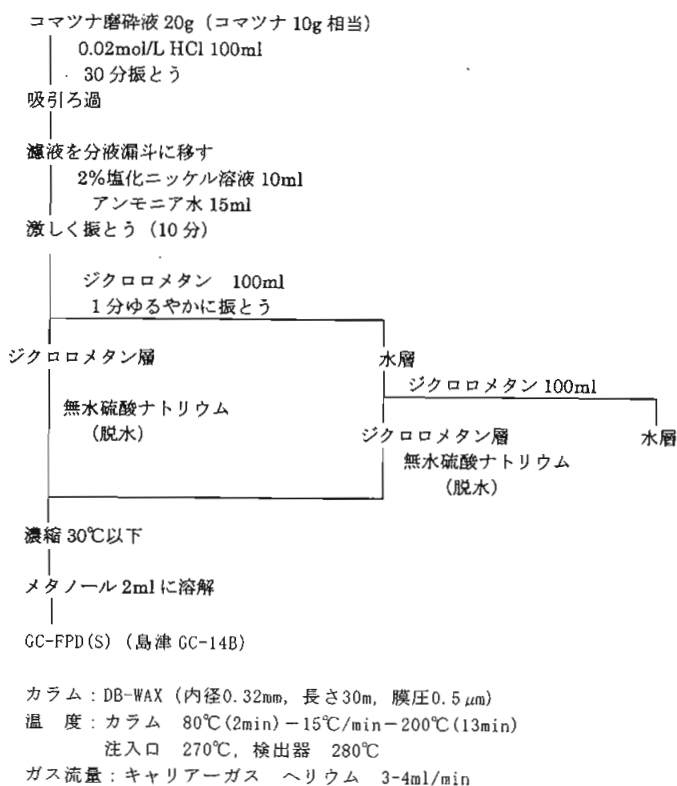 コマツナ磨砕液 20g（コマツナ 10g 相当）
0.02mol/L HCl 100ml
30 分振とう
吸引ろ過
濾液を分液漏斗に移す
2%塩化ニッケル溶液 10ml
アンモニア水 15ml
激しく振とう（10 分）
ジクロロメタン 100ml
1 分ゆるやかに振とう
ジクロロメタン層
水層
ジクロロメタン 100ml
無水硫酸ナトリウム
（脱水）
ジクロロメタン層
水層
無水硫酸ナトリウム
（脱水）
濃縮 30℃以下
メタノール 2ml に溶解
GC-FPD(S) (島津 GC-14B)
カラム：DB-WAX (内径0.32mm, 長さ30m, 膜圧0.5μm)
温　度：カラム　80℃(2min)－15℃/min－200℃(13min)
注入口　270℃, 検出器　280℃
ガス流量：キャリアーガス　ヘリウム　3-4ml/min